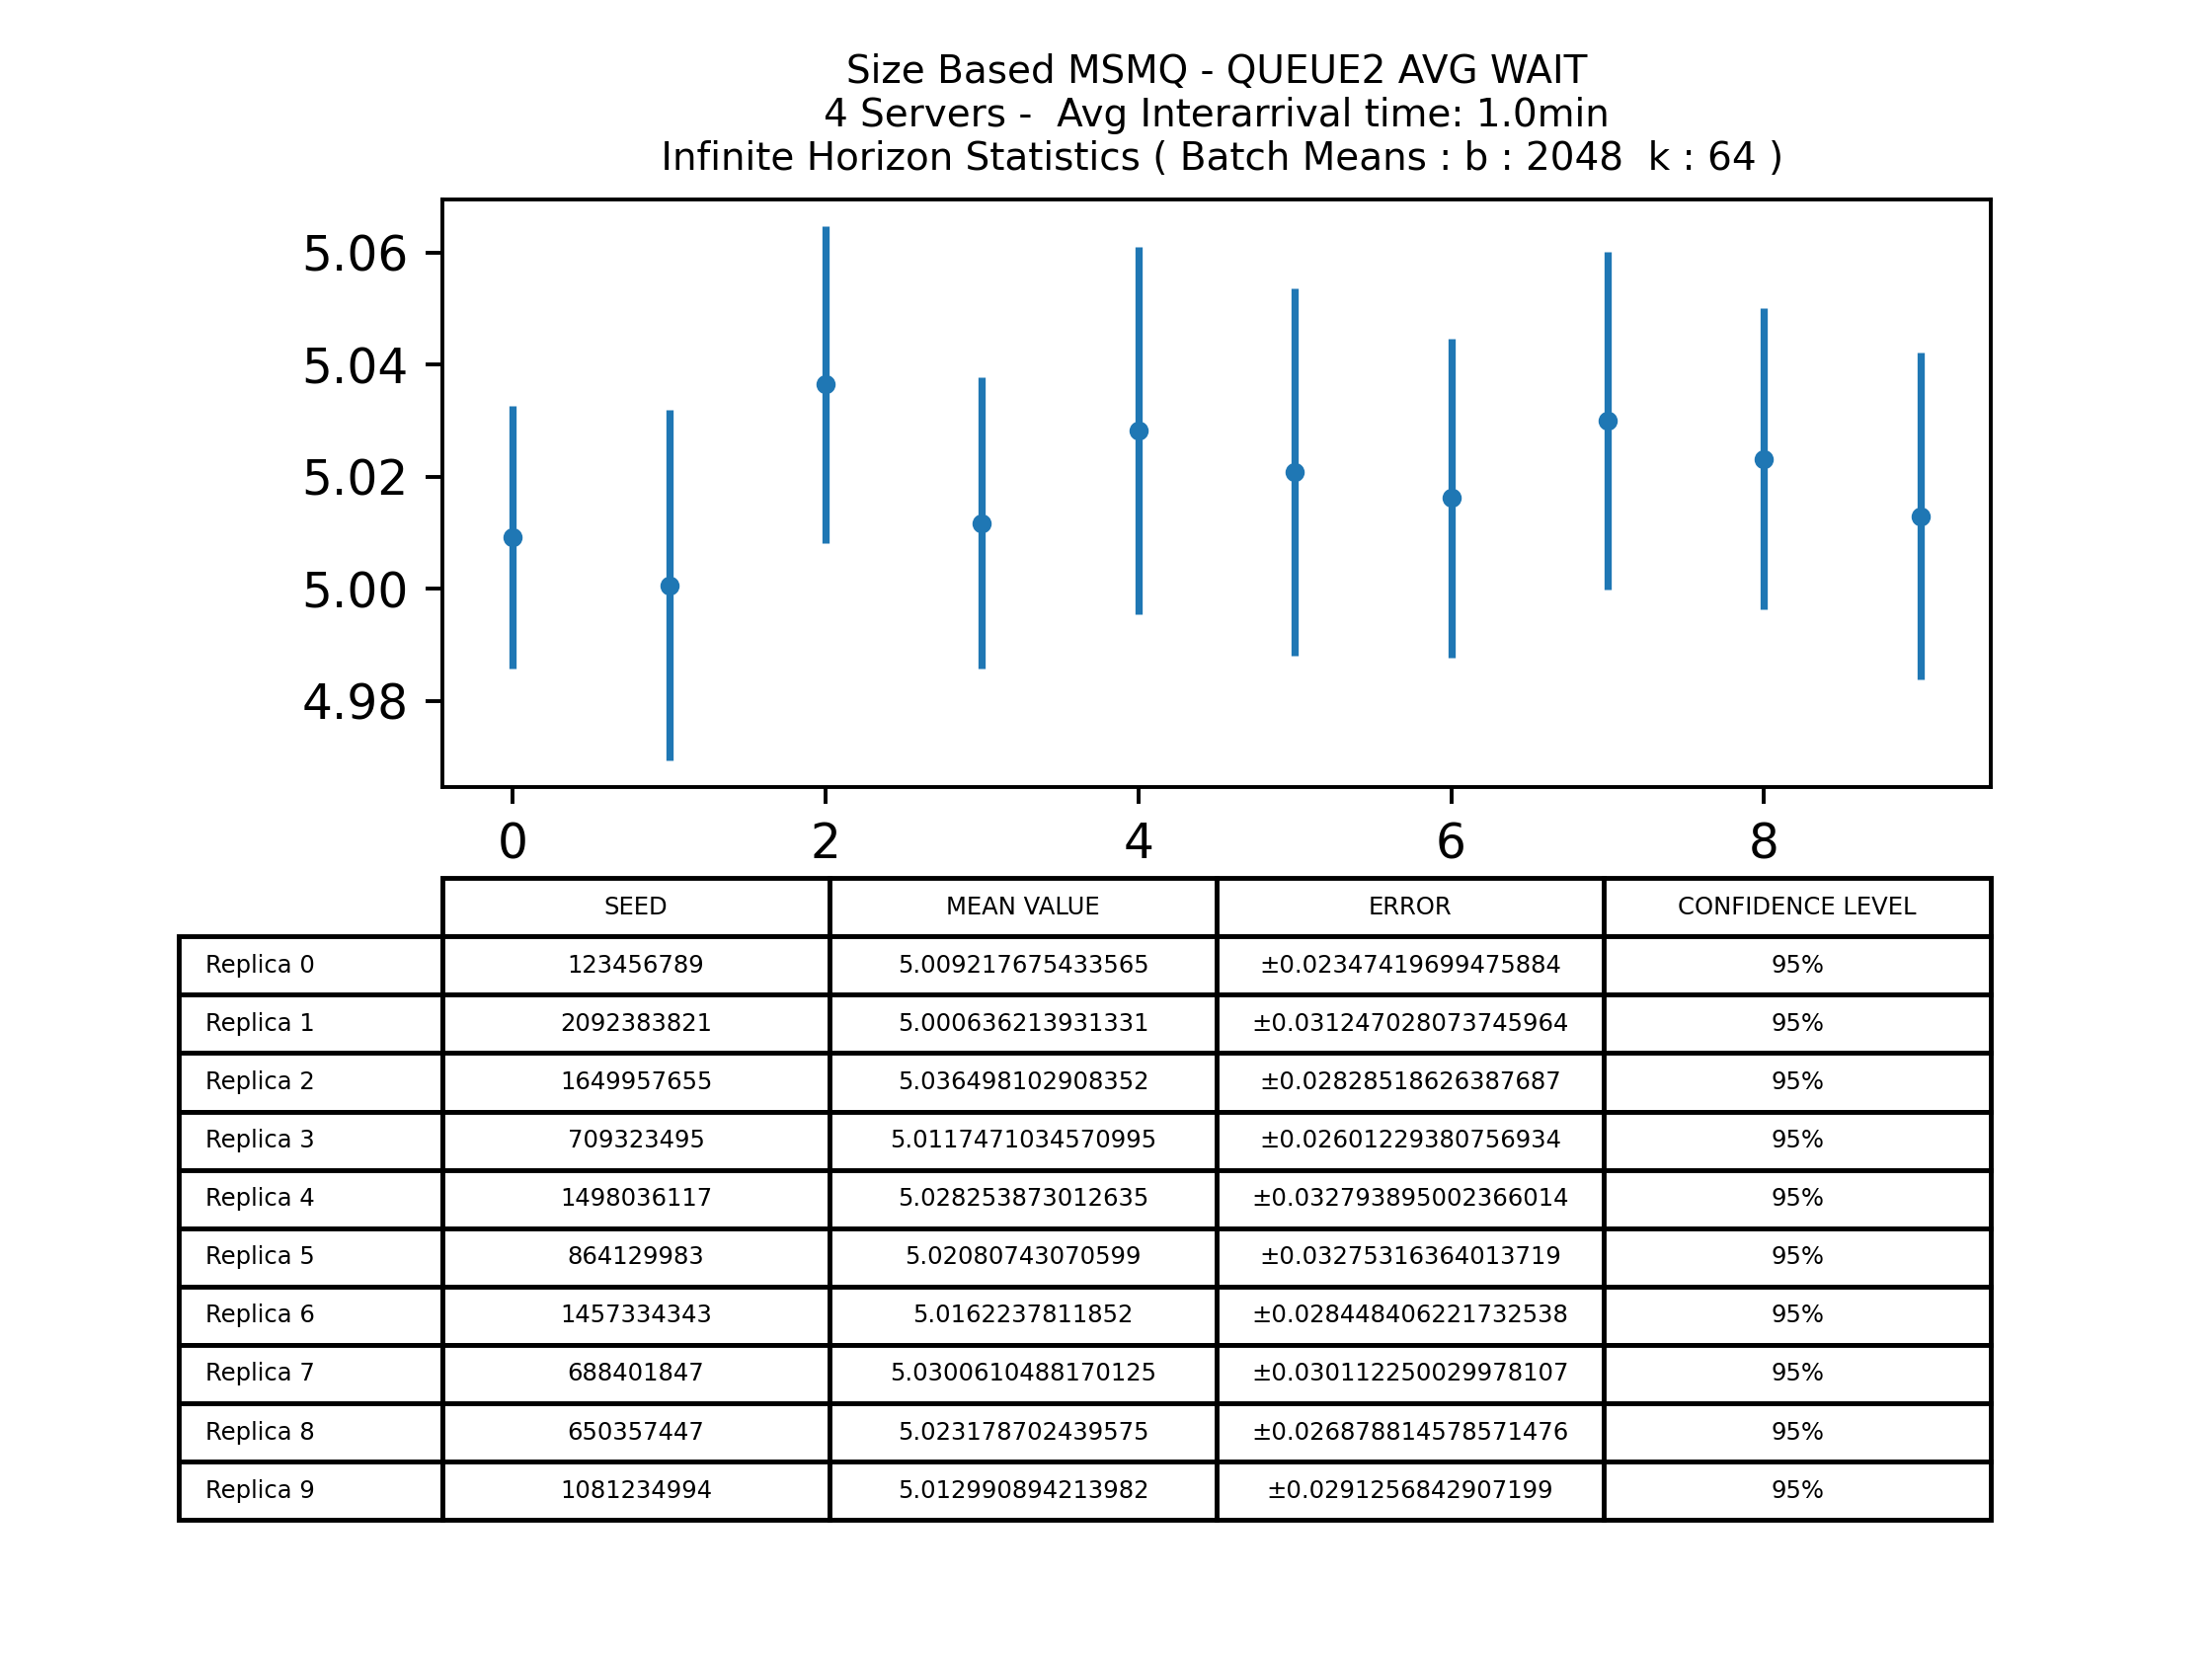 Size Based MSMQ - QUEUE2 AVG WAIT
4 Servers -  Avg Interarrival time: 1.0min
Infinite Horizon Statistics ( Batch Means : b : 2048  k : 64 )
5.06
5.04
5.02
5.00
4.98
0 2 4 6 8
SEED MEAN VALUE ERROR CONFIDENCE LEVEL
Replica 0 123456789 5.009217675433565 ±0.02347419699475884 95%
Replica 1 2092383821 5.000636213931331 ±0.031247028073745964 95%
Replica 2 1649957655 5.036498102908352 ±0.02828518626387687 95%
Replica 3 709323495 5.0117471034570995 ±0.02601229380756934 95%
Replica 4 1498036117 5.028253873012635 ±0.032793895002366014 95%
Replica 5 864129983 5.02080743070599 ±0.03275316364013719 95%
Replica 6 1457334343 5.0162237811852 ±0.028448406221732538 95%
Replica 7 688401847 5.0300610488170125 ±0.030112250029978107 95%
Replica 8 650357447 5.023178702439575 ±0.026878814578571476 95%
Replica 9 1081234994 5.012990894213982 ±0.0291256842907199 95%